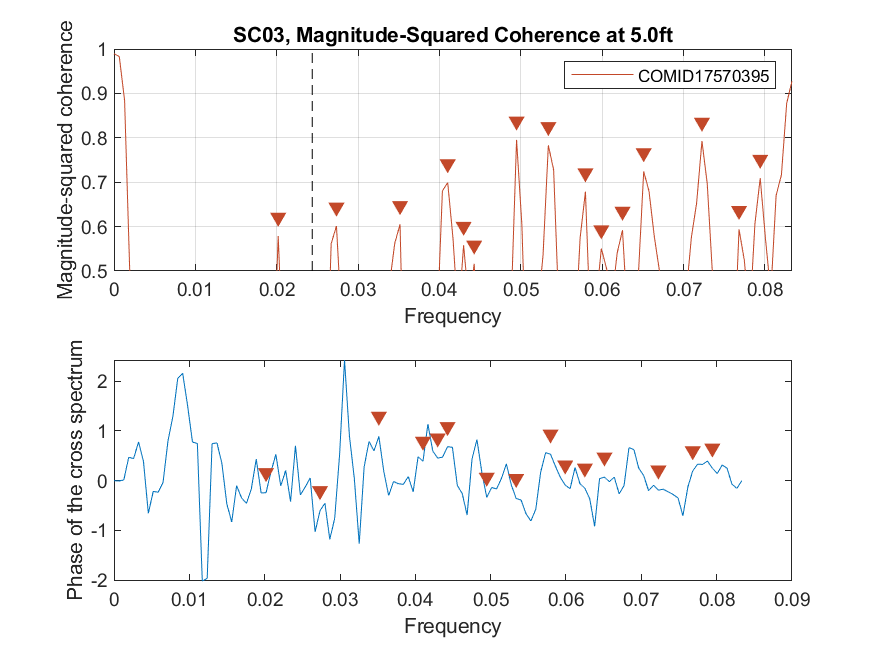 SC03, Magnitude-Squared Coherence at 5.0ft
Magnitude-squared coherence
1
0.9
0.8
0.7
0.6
0.5
COMID17570395
0 0.01 0.02 0.03 0.04 0.05 0.06 0.07 0.08
Frequency
Phase of the cross spectrum
2
1
0
-1
-2
0 0.01 0.02 0.03 0.04 0.05 0.06 0.07 0.08 0.09
Frequency